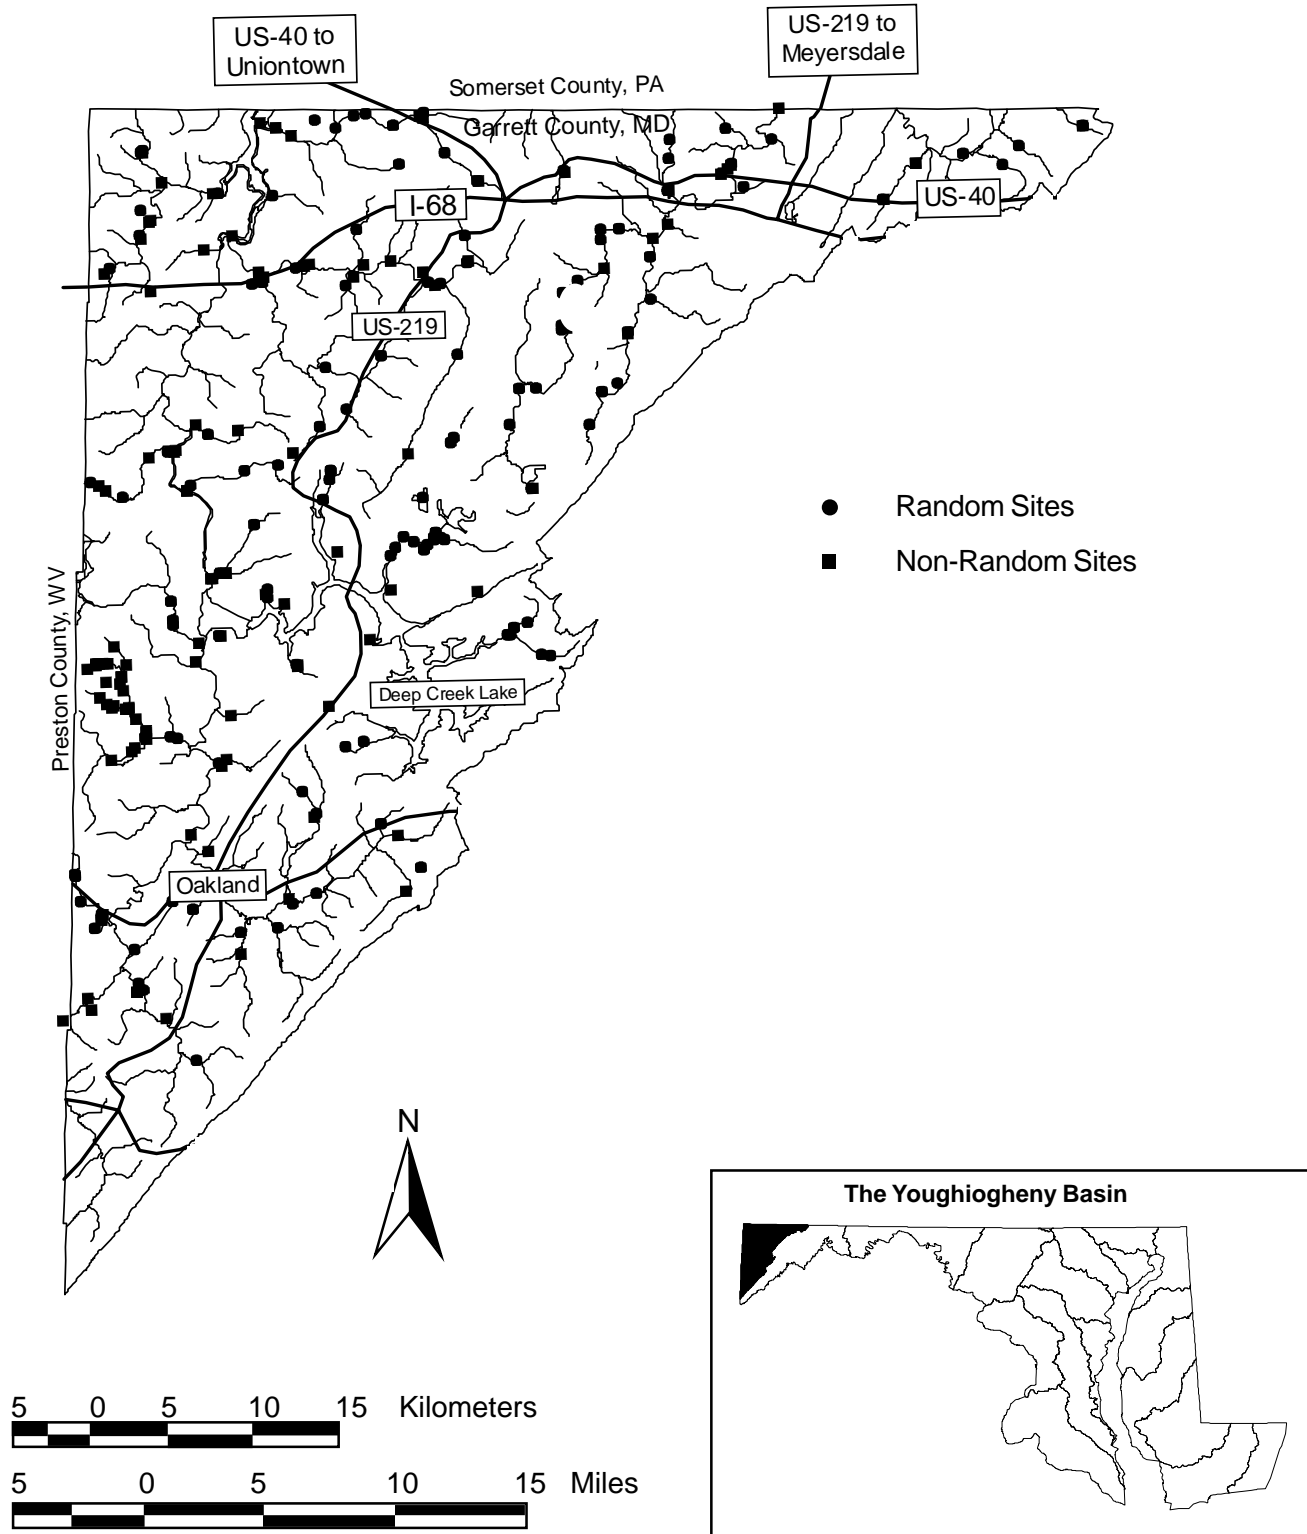 US-40 to
Uniontown
US-219 to
Meyersdale
Somerset County, PA
Garrett County, MD
I-68
US-40
US-219
Random Sites
Non-Random Sites
Preston County, WV
Deep Creek Lake
Oakland
N
The Youghiogheny Basin
5 0 5 10 15 Kilometers
5 0 5 10 15 Miles